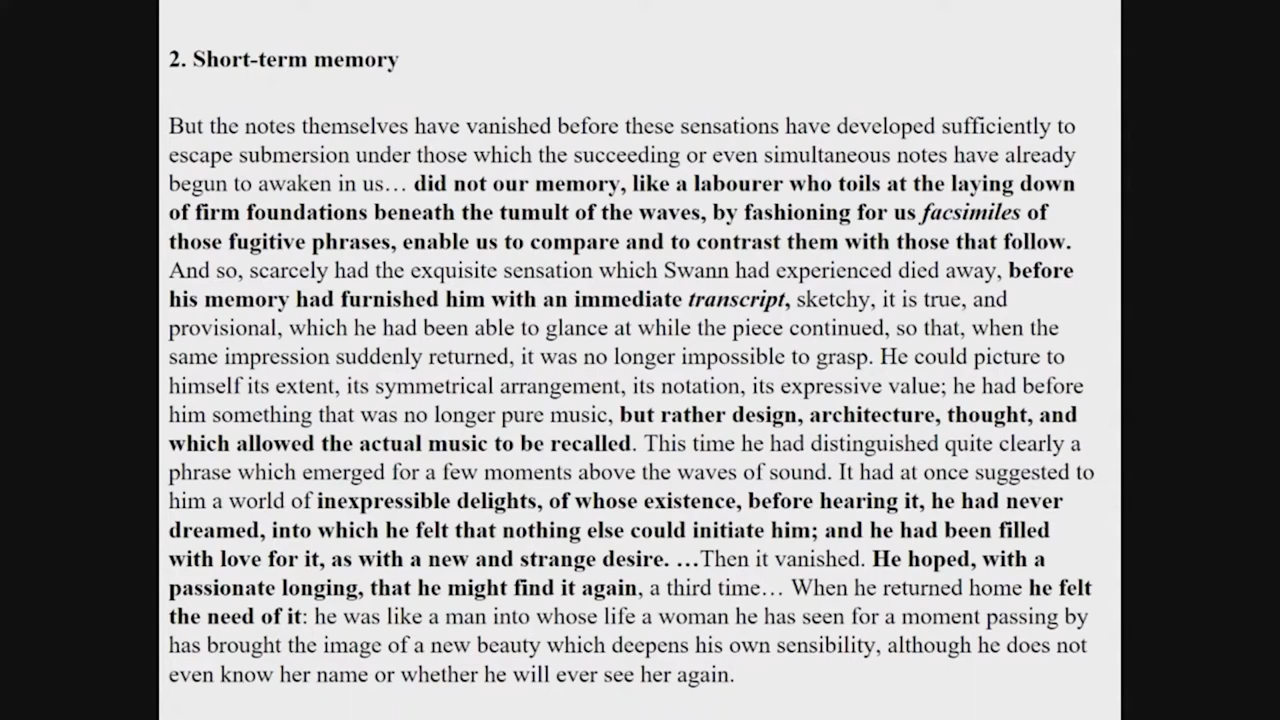 2. Short-term memory
But the notes themselves have vanished before these sensations have developed sufficiently to
escape submersion under those which the succeeding or even simultaneous notes have already
begun to awaken in us… did not our memory, like a labourer who toils at the laying down
of firm foundations beneath the tumult of the waves, by fashioning for us facsimiles of
those fugitive phrases, enable us to compare and to contrast them with those that follow.
And so, scarcely had the exquisite sensation which Swann had experienced died away, before
his memory had furnished him with an immediate transcript, sketchy, it is true, and
provisional, which he had been able to glance at while the piece continued, so that, when the
same impression suddenly returned, it was no longer impossible to grasp. He could picture to
himself its extent, its symmetrical arrangement, its notation, its expressive value; he had before
him something that was no longer pure music, but rather design, architecture, thought, and
which allowed the actual music to be recalled. This time he had distinguished quite clearly a
phrase which emerged for a few moments above the waves of sound. It had at once suggested to
him a world of inexpressible delights, of whose existence, before hearing it, he had never
dreamed, into which he felt that nothing else could initiate him; and he had been filled
with love for it, as with a new and strange desire. …Then it vanished. He hoped, with a
passionate longing, that he might find it again, a third time… When he returned home he felt
the need of it: he was like a man into whose life a woman he has seen for a moment passing by
has brought the image of a new beauty which deepens his own sensibility, although he does not
even know her name or whether he will ever see her again.